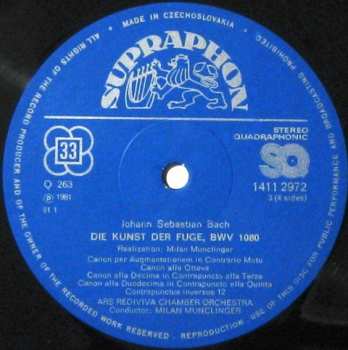 MADE IN CZECHOSLOVAKIA
ALL RIGHTS OF THE RECORD PRODUCER AND OF THE OWNER OF THE RECORDED WORK RESERVED. REPRODUCTION - USE OF THIS DISC FOR PUBLIC PERFORMANCE AND BROADCASTING PROHIBITED.
SUPRAPHON
33
STEREO
QUADRAPHONIC
SQ
Q 263
℗ 1981
1411 2972
3 (4 sides)
Johann Sebastian Bach
DIE KUNST DER FUGE, BWV 1080
Realization: Milan Munclinger
Canon per Augmentationem in Contrario Motu
Canon alla Ottava
Canon alla Decima in Contrapuncto alla Terza
Canon alla Duodecima in Contrapuncto alla Quinta
Contrapunctus inversus 12
ARS REDIVIVA CHAMBER ORCHESTRA
Conductor: MILAN MUNCLINGER